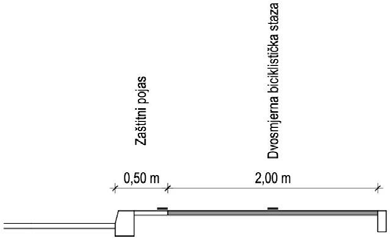 Zaštitni pojas
Dvosmjerna biciklistička staza
0,50 m
2,00 m